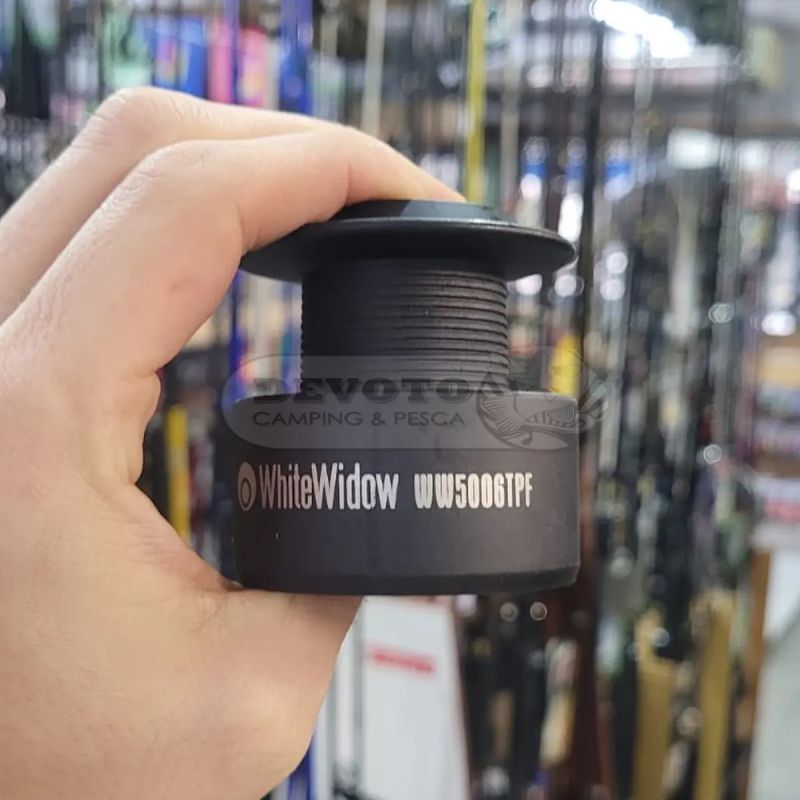 DEVOTO
CAMPING & PESCA
WhiteWidow WW5006TPF